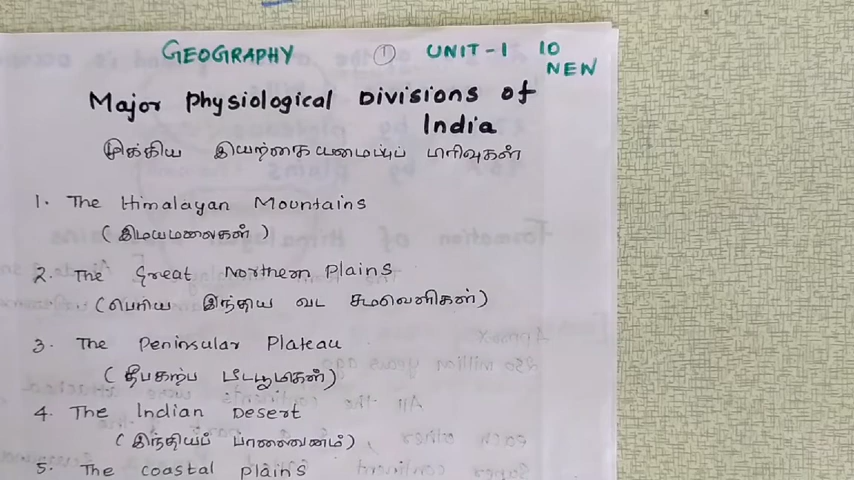 GEOGRAPHY ① UNIT-1 10
NEW
Major Physiological Divisions of
India
முக்கிய இயற்கையமைப்புப் பிரிவுகள்
1. The Himalayan Mountains
(இமயமலைகள்)
2. The Great Northern Plains
(பெரிய இந்திய வட சமவெளிகள்)
3. The Peninsular Plateau
(தீபகற்ப பீடபூமிகள்)
4. The Indian Desert
(இந்தியப் பாலைவனம்)
5. The coastal plains